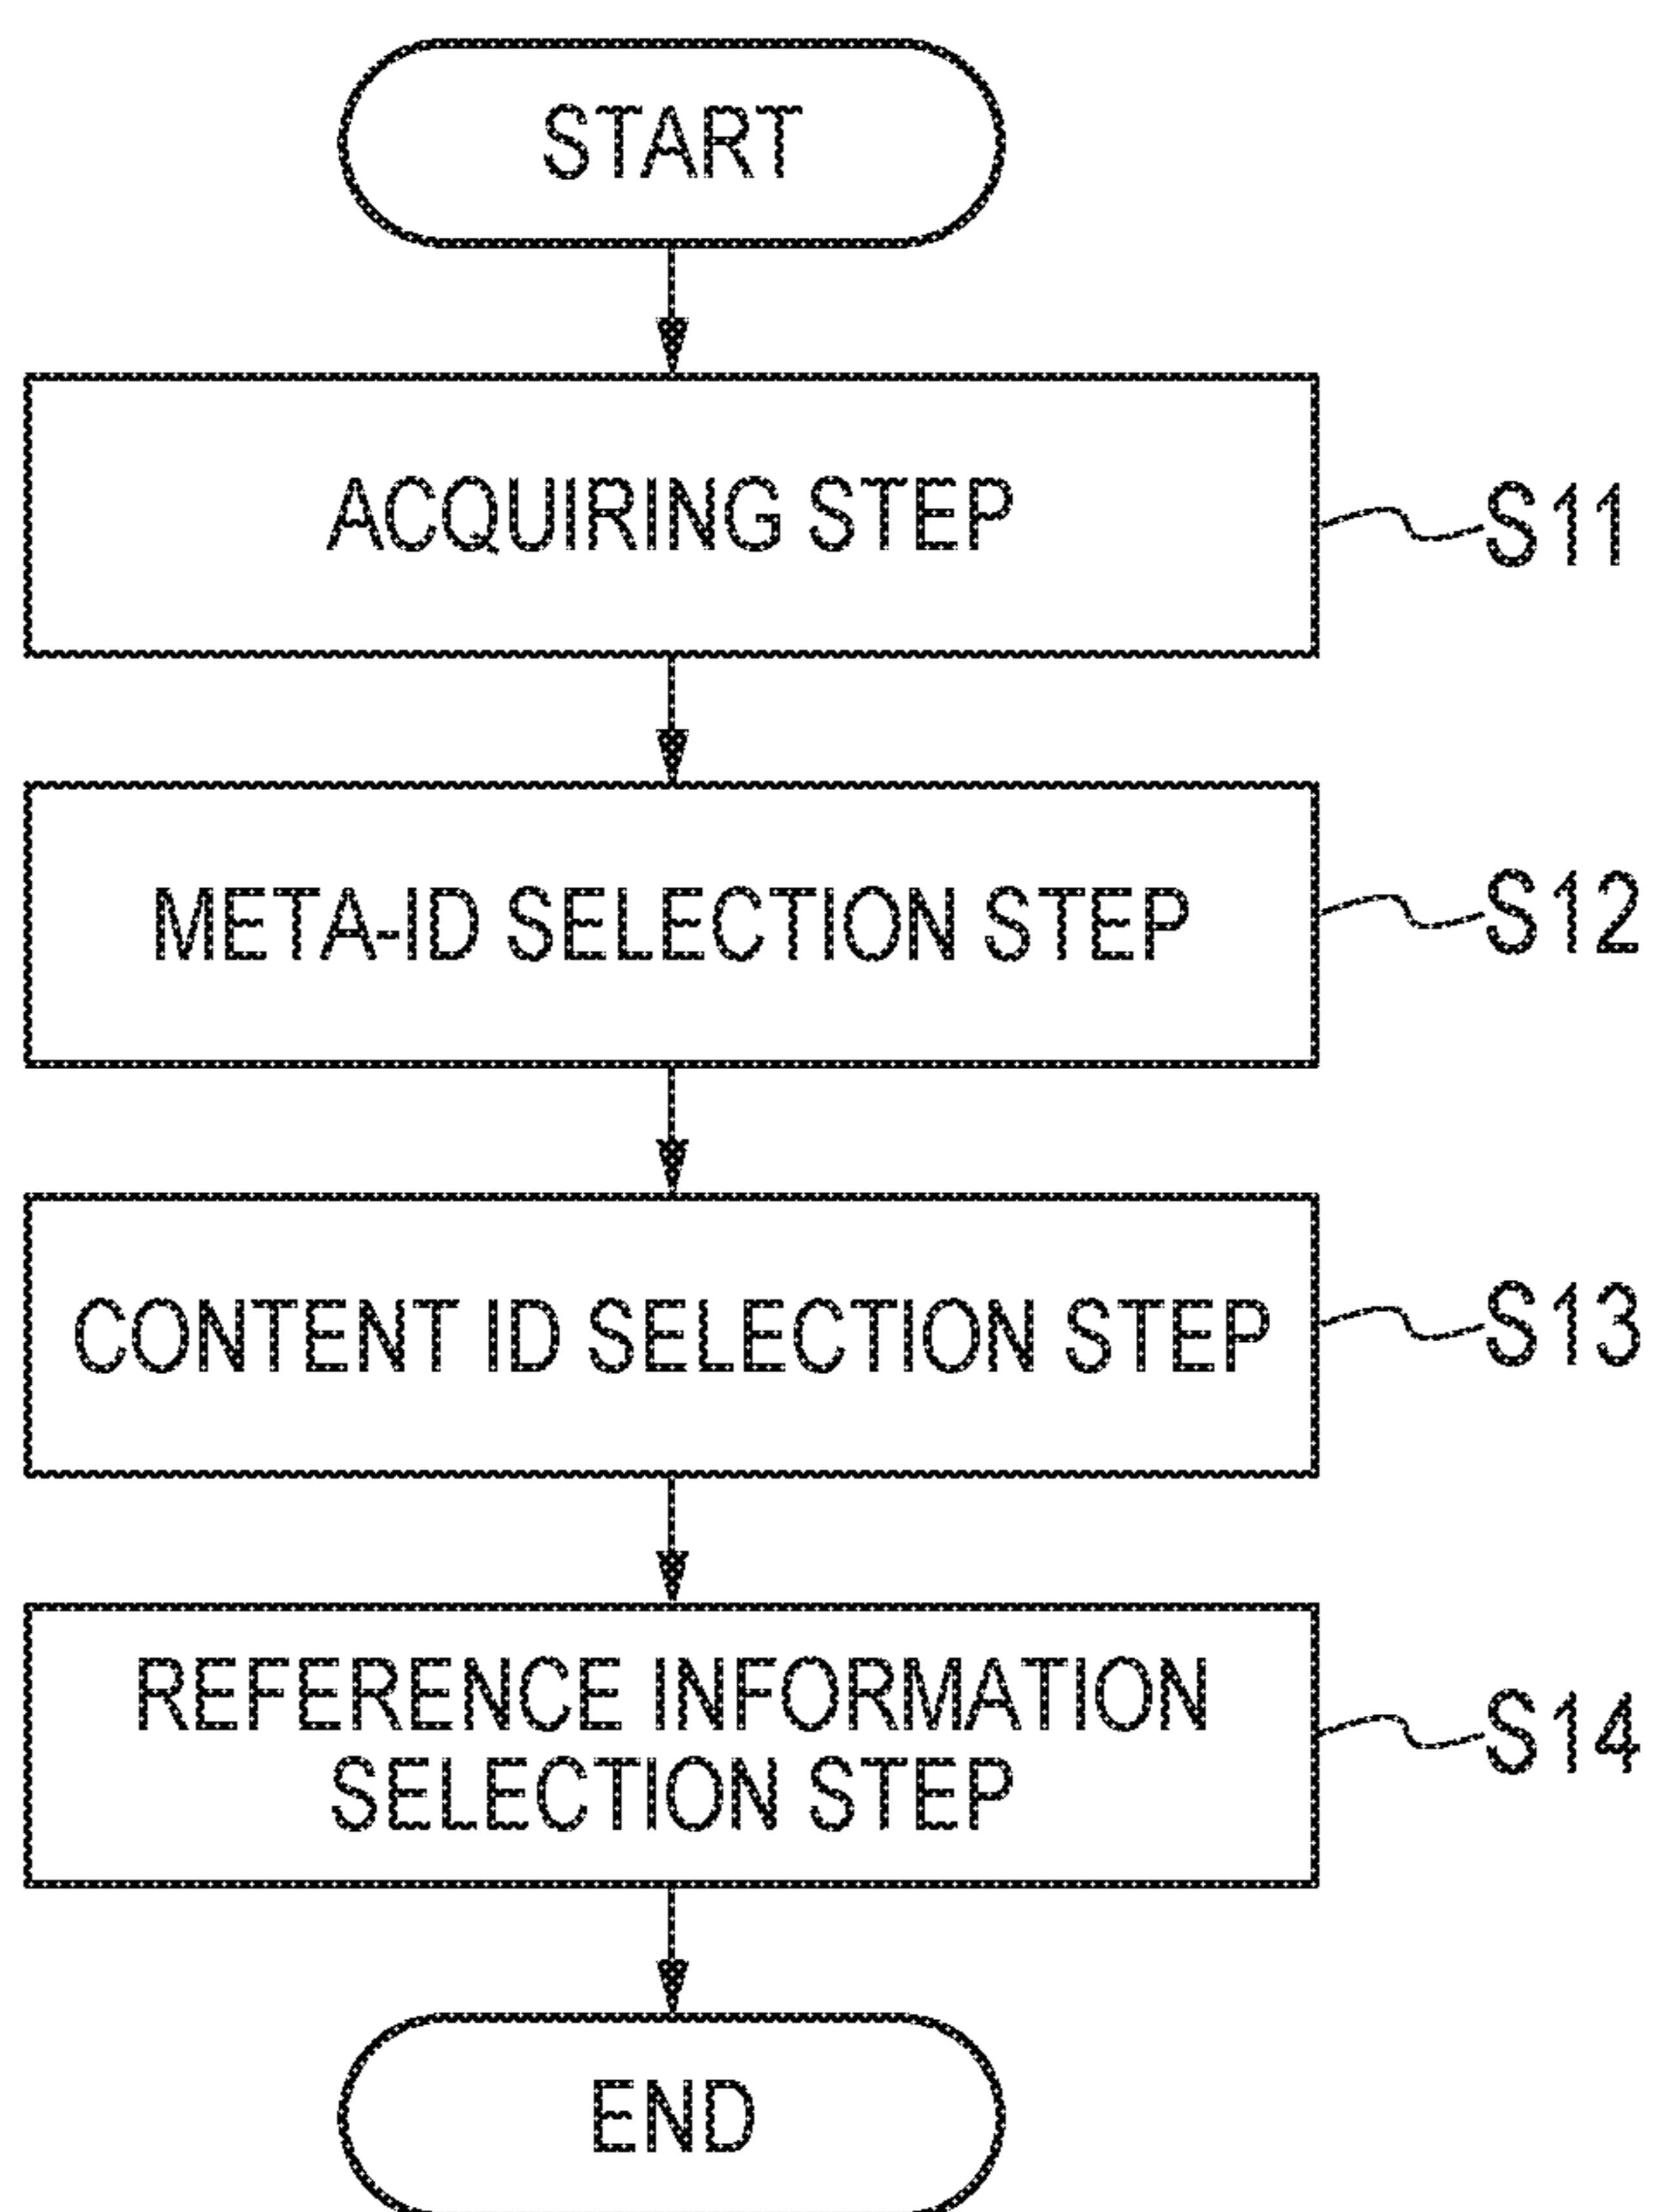 START
ACQUIRING STEP
S11
META-ID SELECTION STEP
S12
CONTENT ID SELECTION STEP
S13
REFERENCE INFORMATION
SELECTION STEP
S14
END